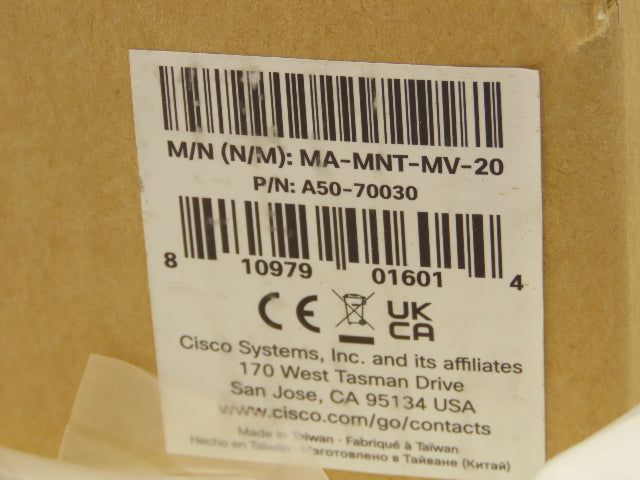 M/N (N/M): MA-MNT-MV-20
P/N: A50-70030
8 10979 01601 4
CE UK CA
Cisco Systems, Inc. and its affiliates
170 West Tasman Drive
San Jose, CA 95134 USA
www.cisco.com/go/contacts
Made in Taiwan · Fabriqué à Taïwan
Hecho en Taiwán · Изготовлено в Тайване (Китай)